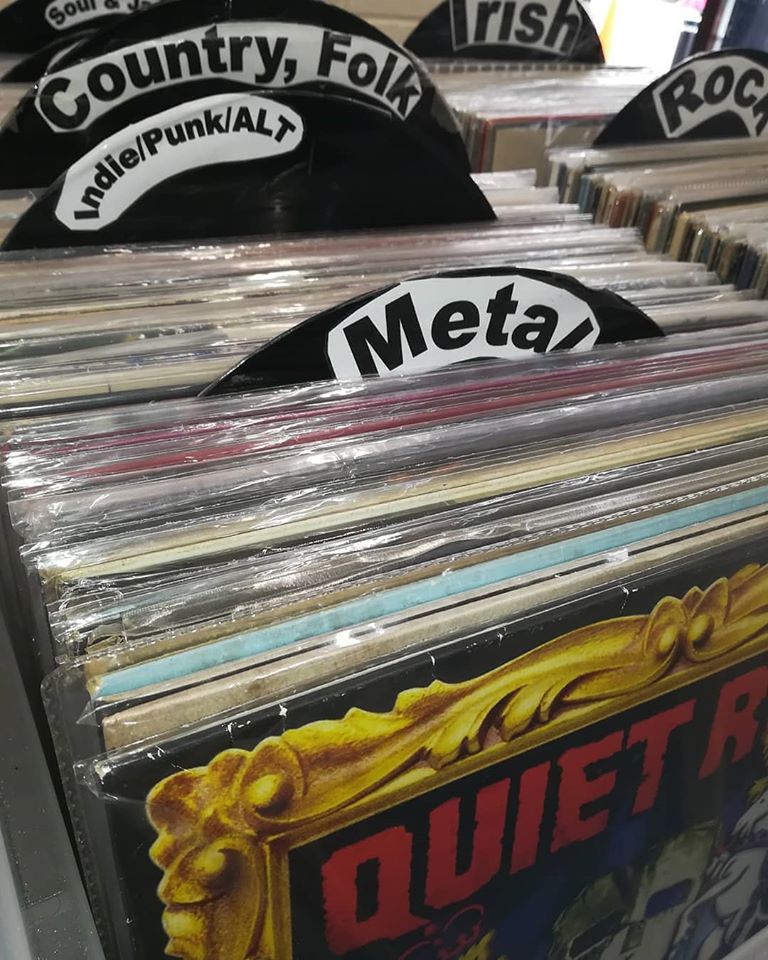 Soul & Ja
Irish
Country, Folk
Indie/Punk/ALT
Rock
Metal
QUIET R